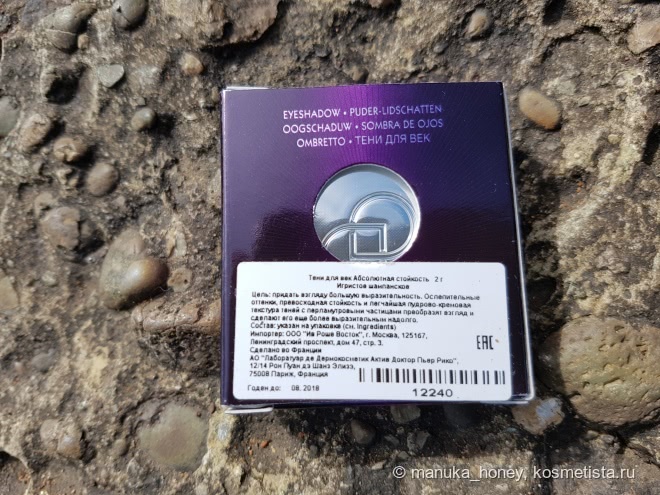 EYESHADOW • PUDER-LIDSCHATTEN
OOGSCHADUW • SOMBRA DE OJOS
OMBRETTO • ТЕНИ ДЛЯ ВЕК
Тени для век Абсолютная стойкость 2 г
Игристое шампанское
Цель: придать взгляду большую выразительность. Ослепительные
оттенки, превосходная стойкость и легчайшая пудрово-кремовая
текстура теней с перламутровыми частицами преобразят взгляд и
сделают его еще более выразительным надолго.
Состав: указан на упаковке (см. Ingredients)
Импортер: ООО "Ив Роше Восток", г. Москва, 125167,
Ленинградский проспект, дом 47, стр. 3.
Сделано во Франции
АО "Лаборатуар де Дермокосметик Актив Доктор Пьер Рико",
12/14 Рон Пуан дэ Шанз Элизэ,
75008 Париж, Франция
Годен до: 08. 2018
EAC
12240
© manuka_honey, kosmetista.ru